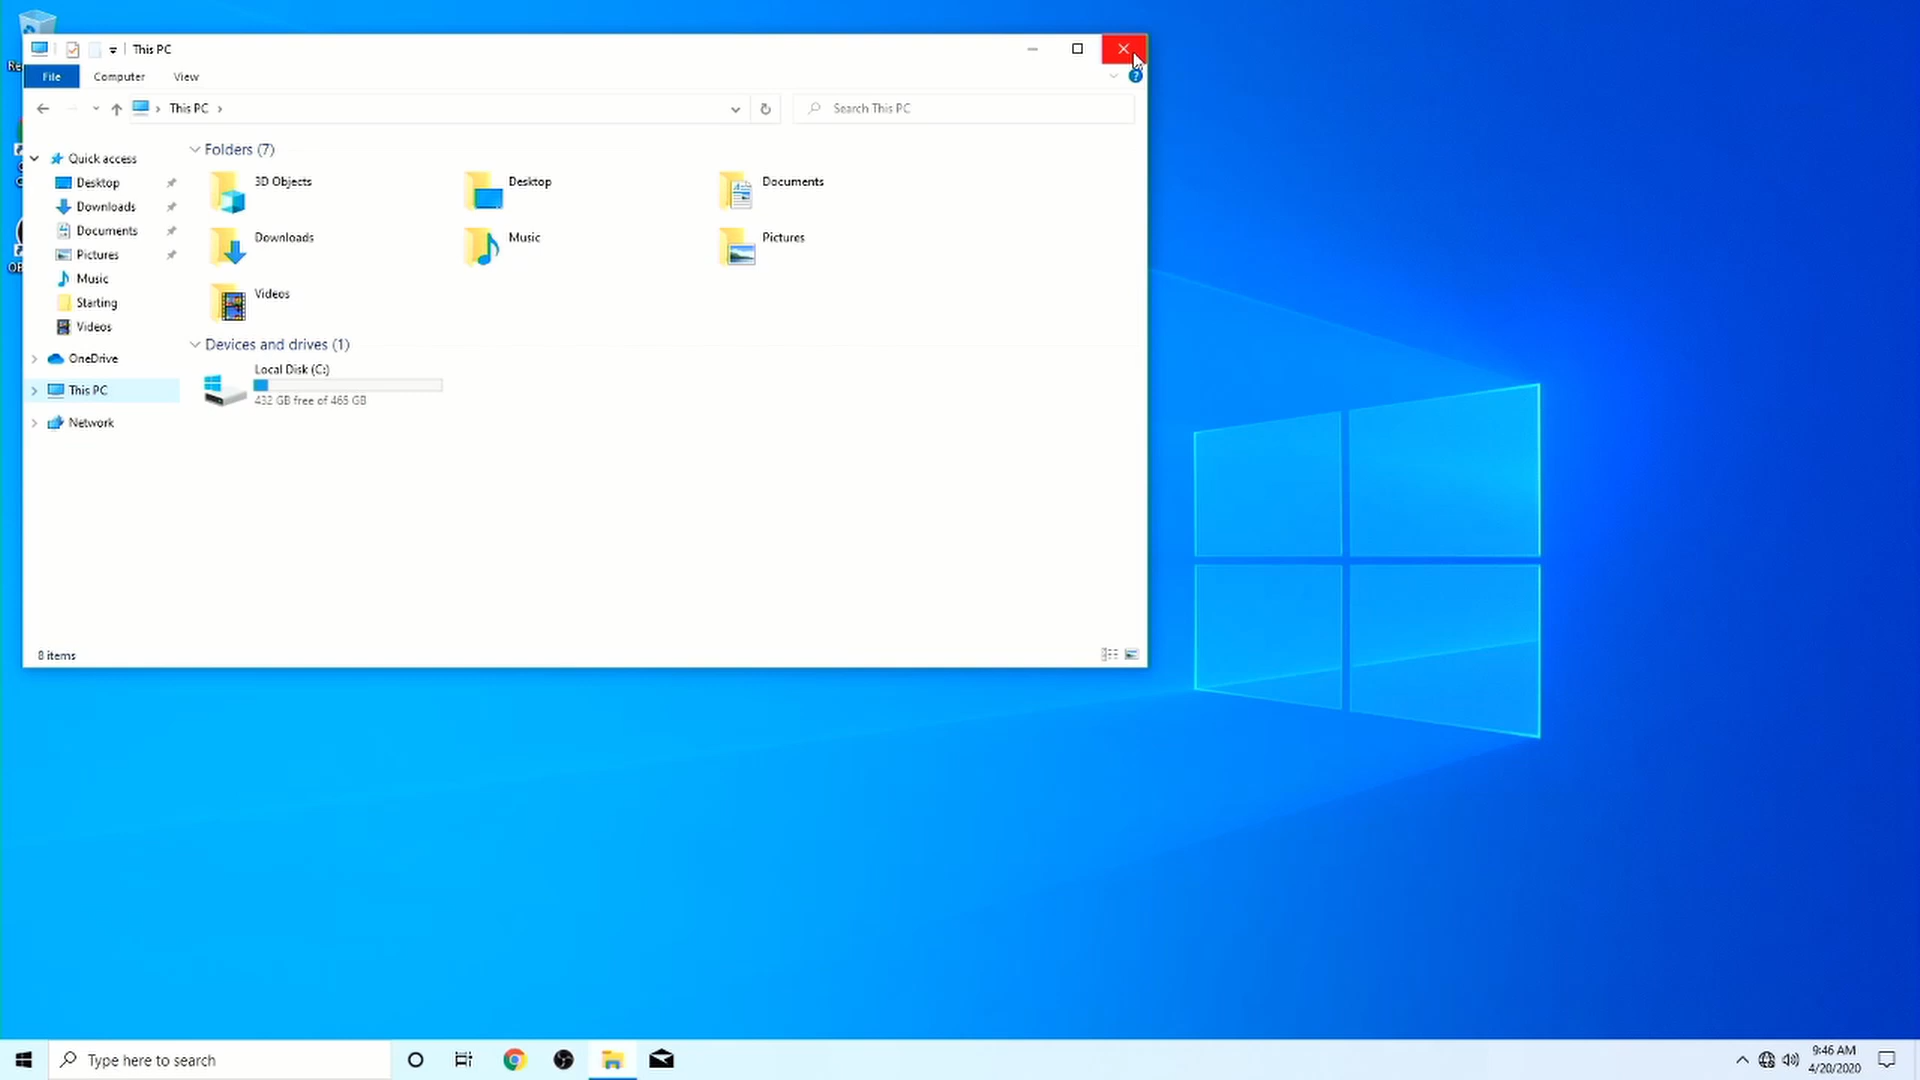 This PC
File Computer View
This PC
Search This PC
Quick access
Desktop
Downloads
Documents
Pictures
Music
Starting
Videos
OneDrive
This PC
Network
Folders (7)
3D Objects
Desktop
Documents
Downloads
Music
Pictures
Videos
Devices and drives (1)
Local Disk (C:)
432 GB free of 465 GB
8 items
Type here to search
9:46 AM
4/20/2020